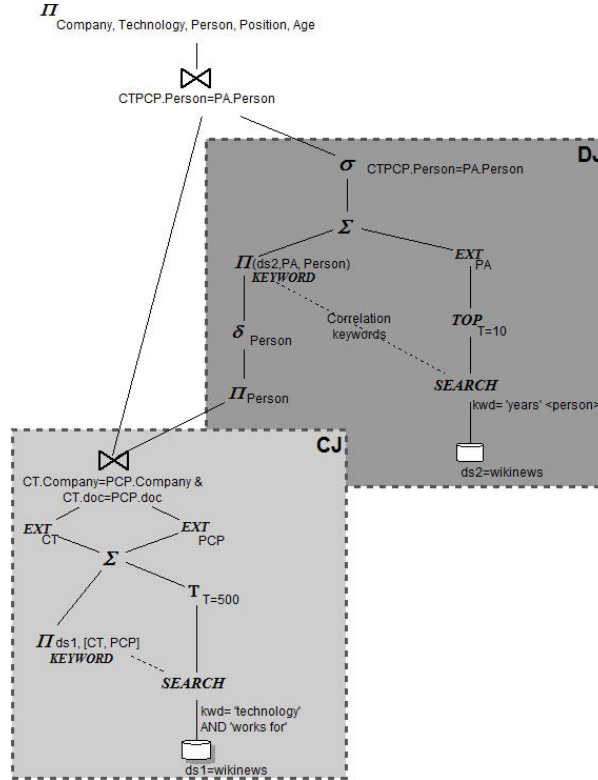 Π
Company, Technology, Person, Position, Age
CTPCP.Person=PA.Person
DJ
σ CTPCP.Person=PA.Person
Σ
Π(ds2,PA, Person)
KEYWORD
EXT PA
Correlation
keywords
TOP T=10
δ Person
SEARCH
Π Person
kwd= 'years' <person>
ds2=wikinews
CJ
CT.Company=PCP.Company &
CT.doc=PCP.doc
EXT CT
EXT PCP
Σ
T T=500
Π ds1, [CT, PCP]
KEYWORD
SEARCH
kwd= 'technology'
AND 'works for'
ds1=wikinews